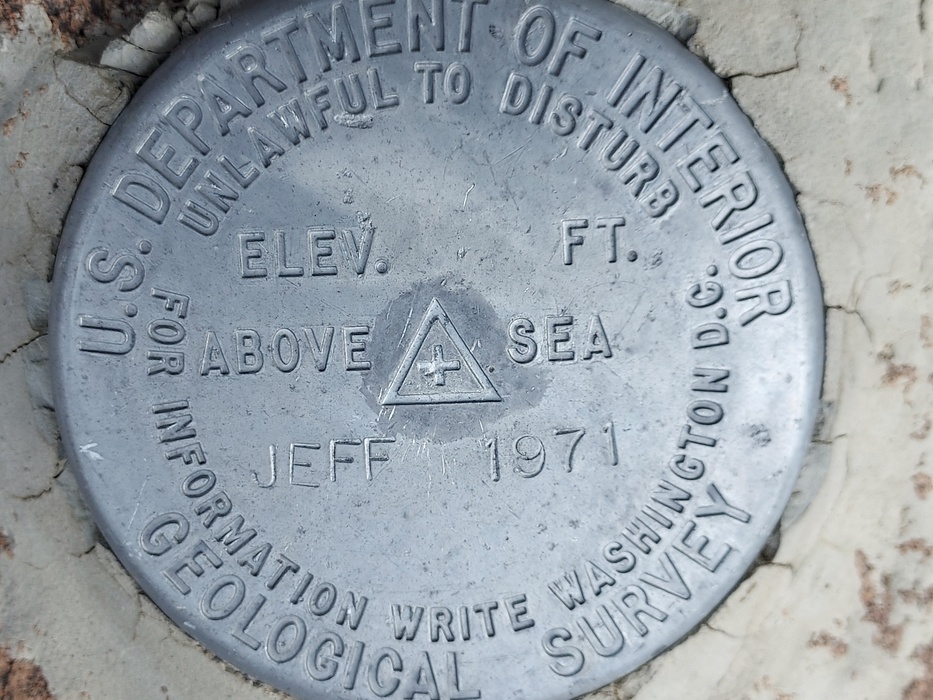 U.S. DEPARTMENT OF INTERIOR
UNLAWFUL TO DISTURB
ELEV. FT.
ABOVE SEA
JEFF 1971
FOR INFORMATION WRITE WASHINGTON D.C.
GEOLOGICAL SURVEY